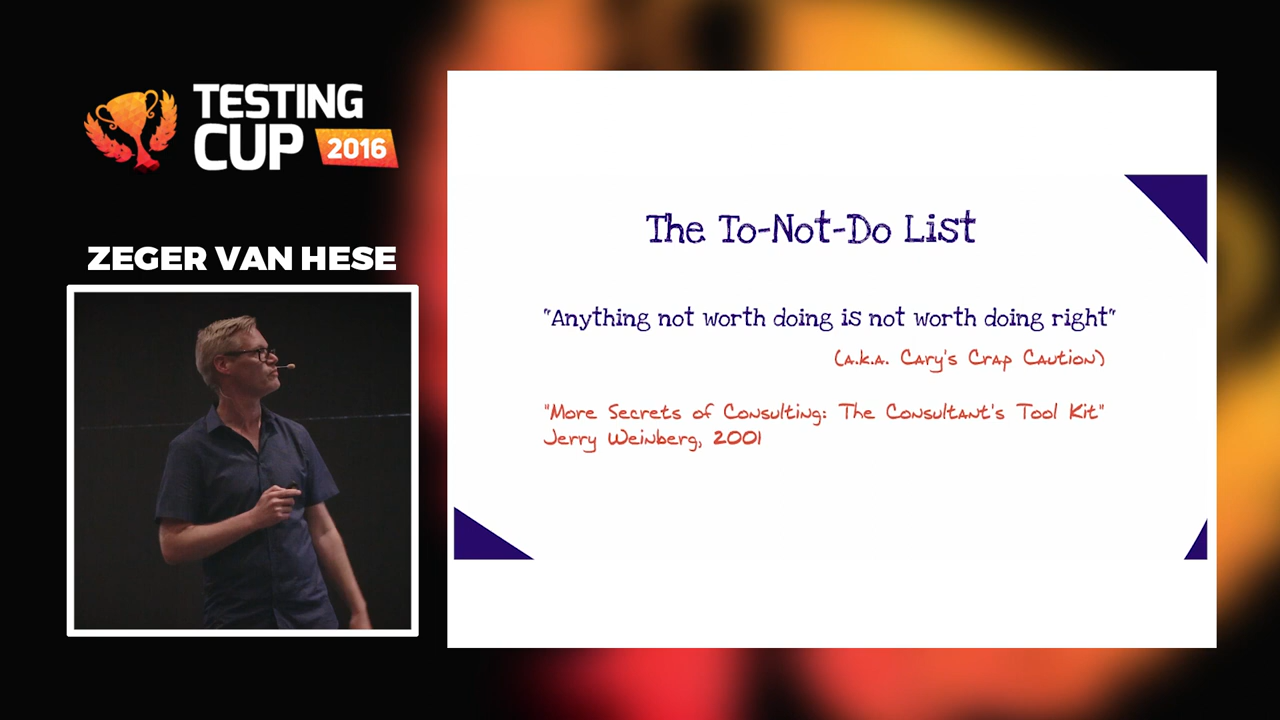 TESTING
CUP 2016
ZEGER VAN HESE
The To-Not-Do List
"Anything not worth doing is not worth doing right"
(a.k.a. Cary's Crap Caution)
"More Secrets of Consulting: The Consultant's Tool Kit"
Jerry Weinberg, 2001